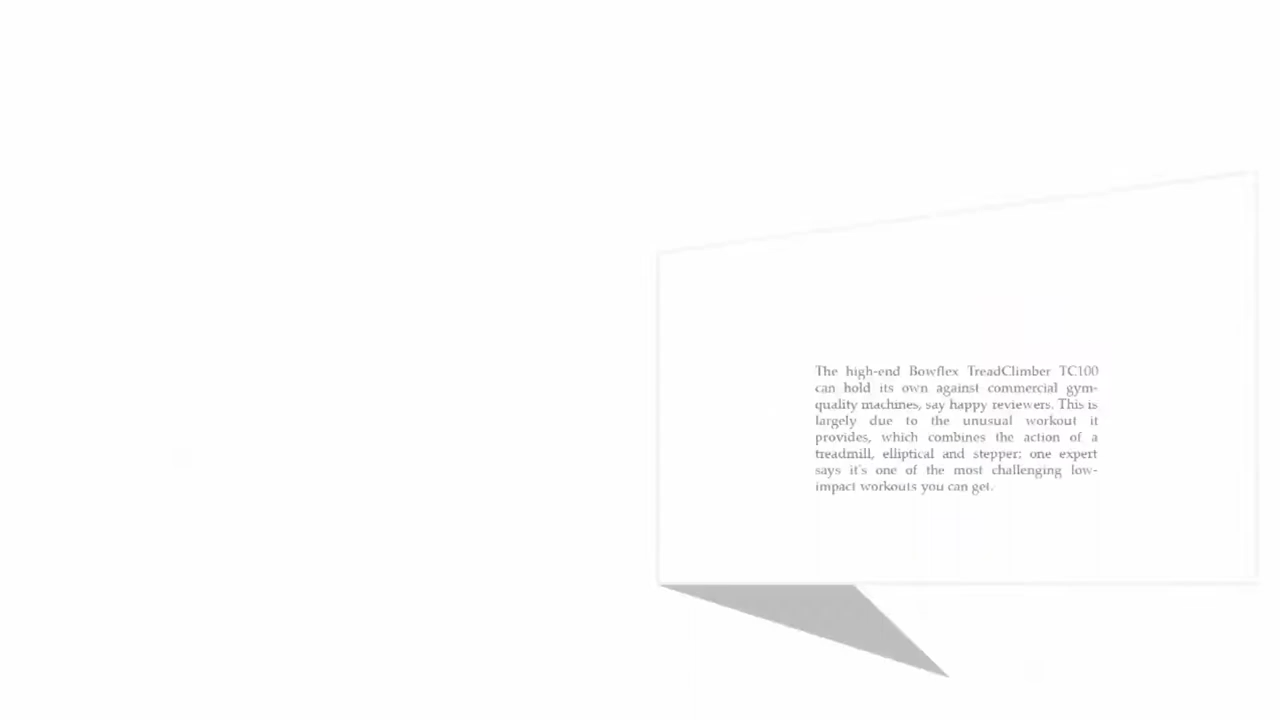 The high-end Bowflex TreadClimber TC100
can hold its own against commercial gym-
quality machines, say happy reviewers. This is
largely due to the unusual workout it
provides, which combines the action of a
treadmill, elliptical and stepper; one expert
says it's one of the most challenging low-
impact workouts you can get.